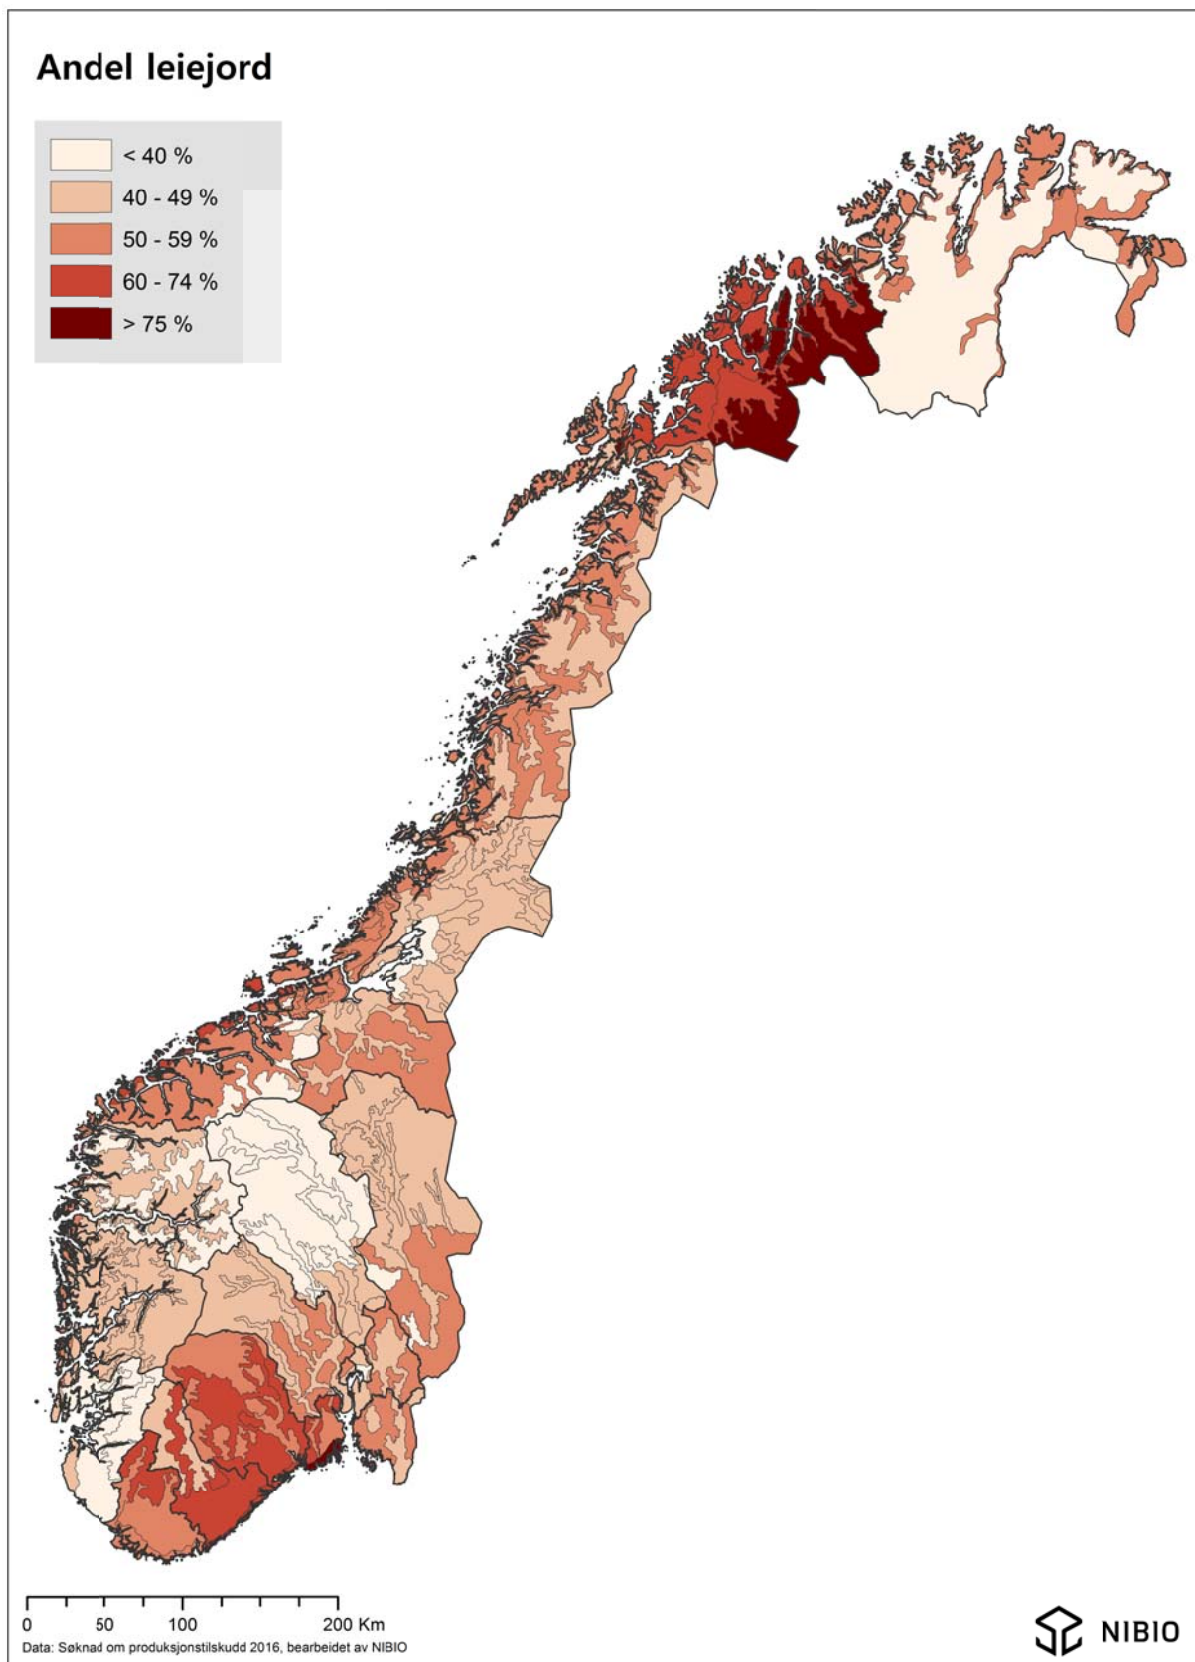 Andel leiejord
< 40 %
40 - 49 %
50 - 59 %
60 - 74 %
> 75 %
0 50 100 200 Km
Data: Søknad om produksjonstilskudd 2016, bearbeidet av NIBIO
NIBIO